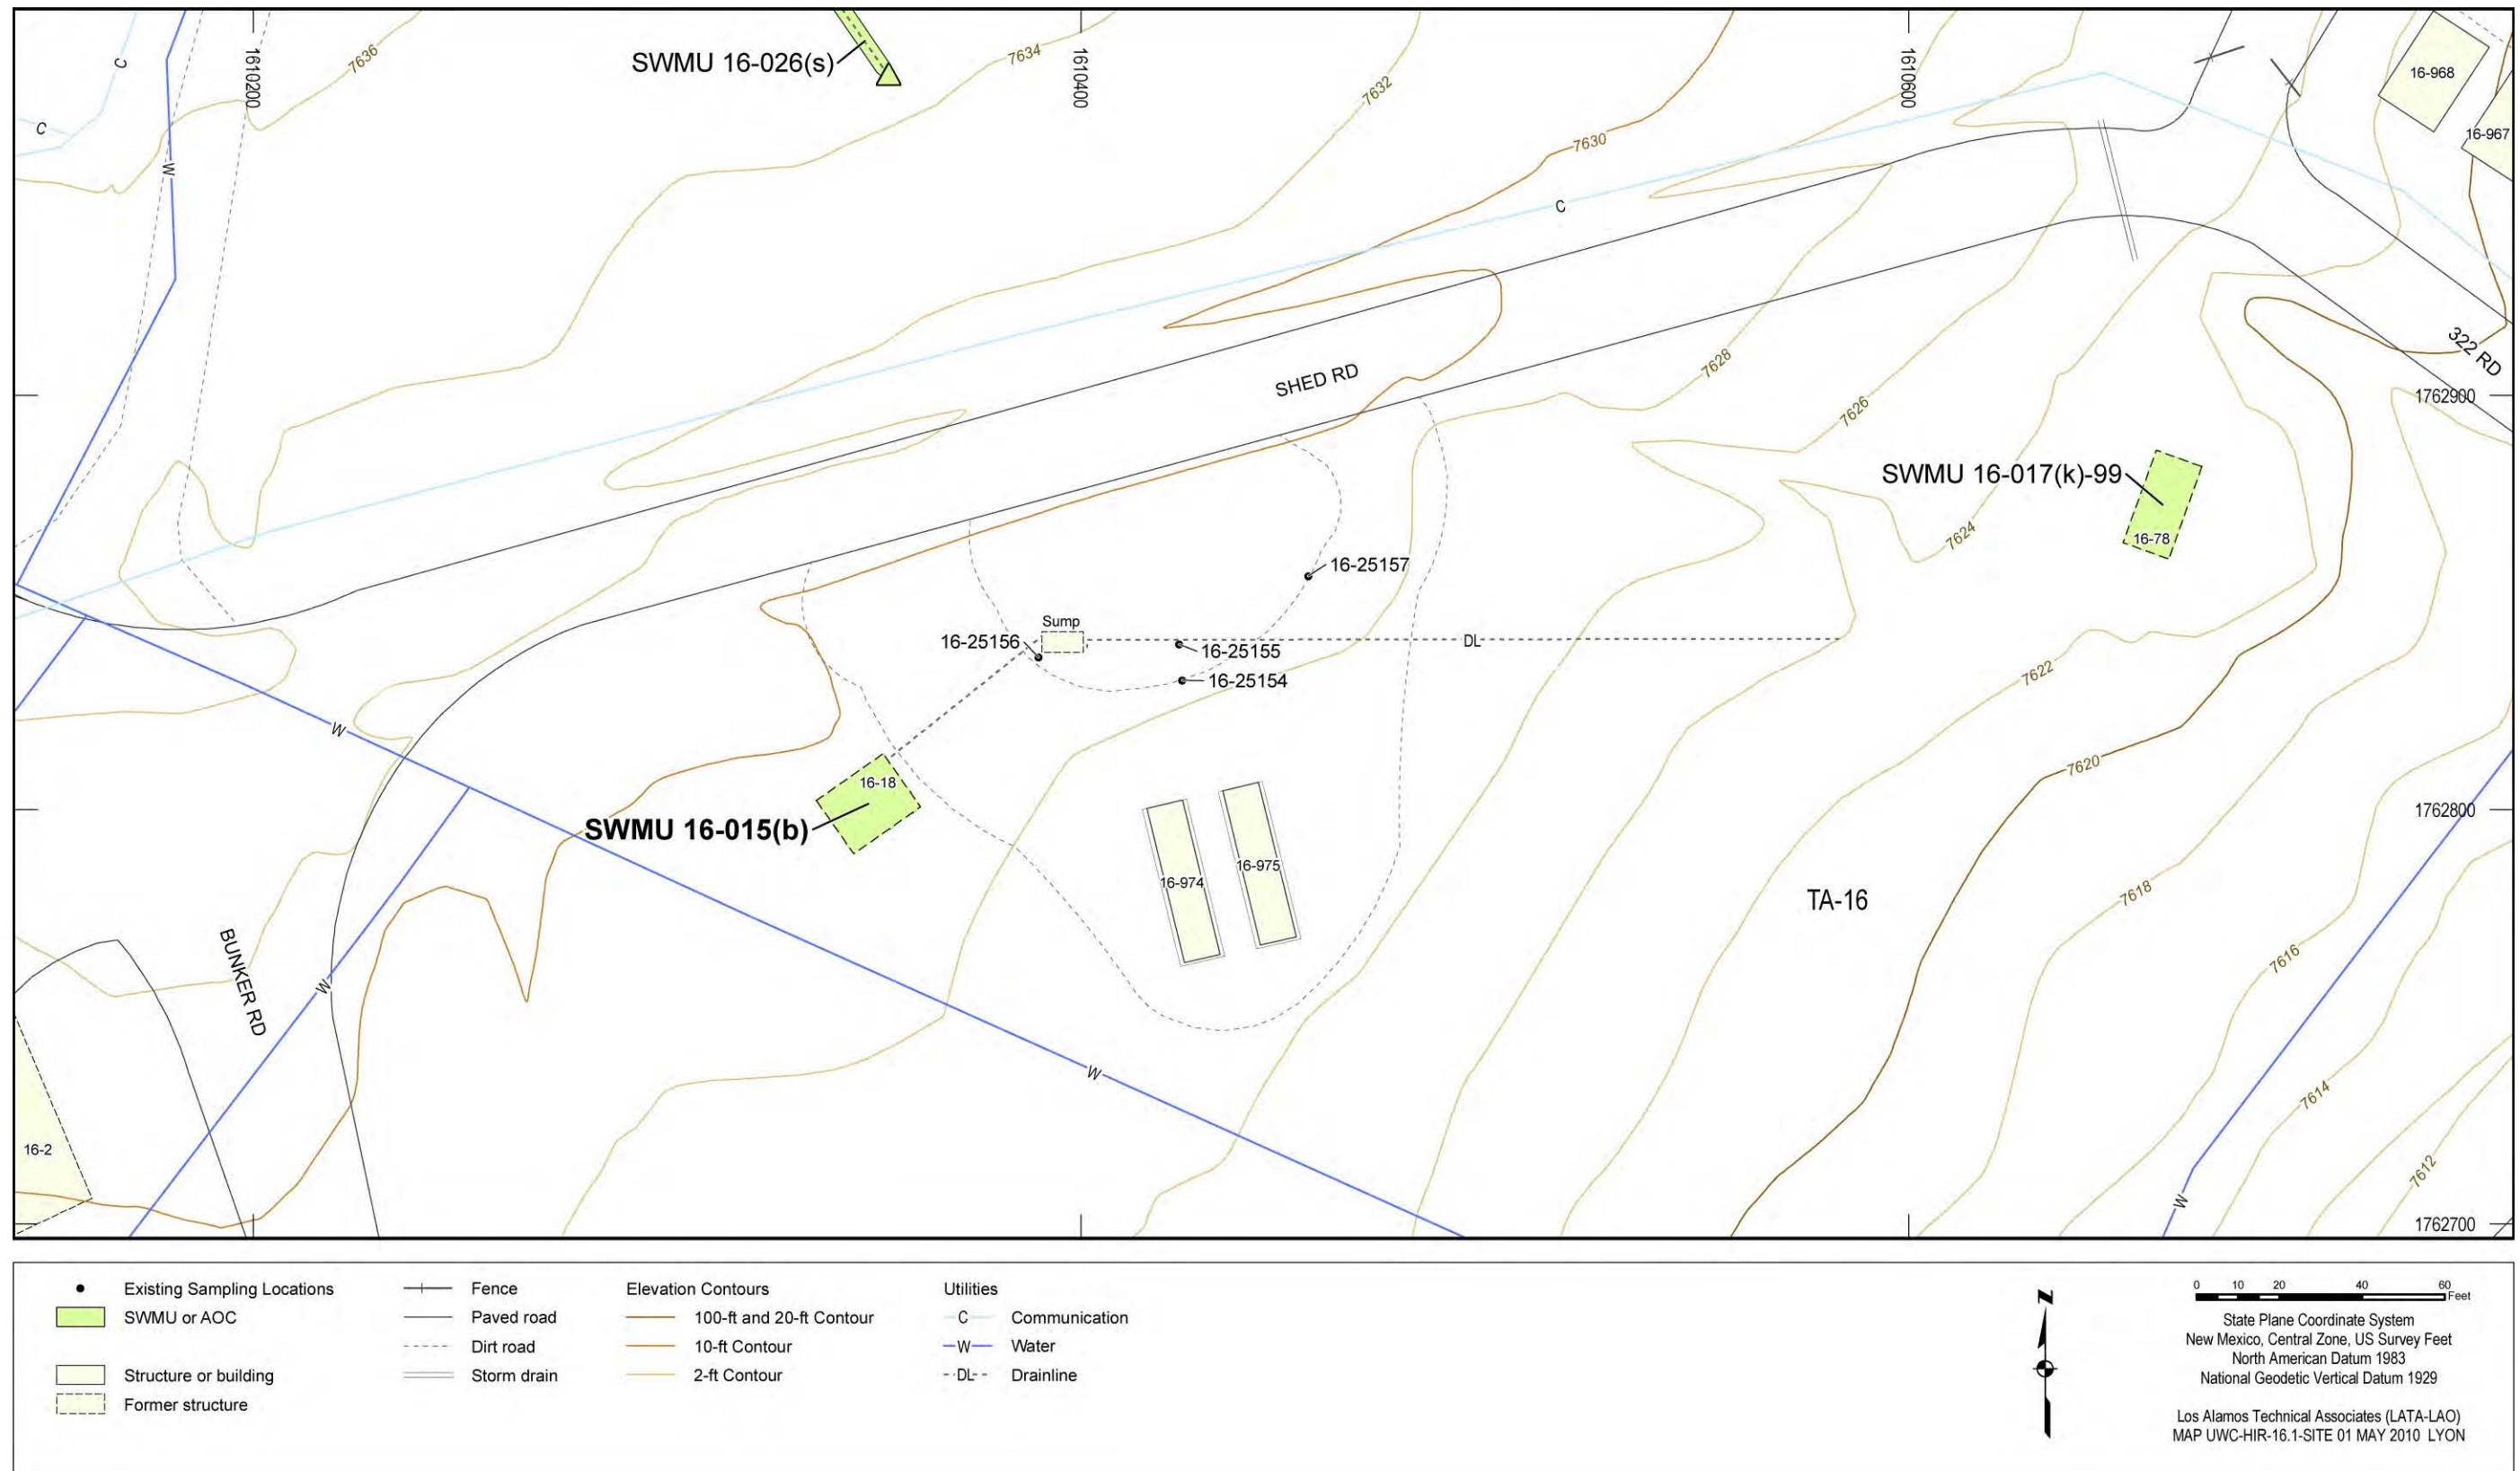 1610200
1610400
1610600
7636
SWMU 16-026(s)
7634
7632
7630
16-968
16-967
C
C
W
C
SHED RD
7628
7626
7624
322 RD
1762900
SWMU 16-017(k)-99
16-78
16-25157
Sump
16-25156
16-25155
16-25154
DL
7622
W
16-18
SWMU 16-015(b)
7620
1762800
16-974
16-975
TA-16
7618
7616
BUNKER RD
W
W
7614
16-2
7612
W
1762700
Existing Sampling Locations
SWMU or AOC
Structure or building
Former structure
Fence
Paved road
Dirt road
Storm drain
Elevation Contours
100-ft and 20-ft Contour
10-ft Contour
2-ft Contour
Utilities
C Communication
W Water
DL Drainline
N
0 10 20 40 60
Feet
State Plane Coordinate System
New Mexico, Central Zone, US Survey Feet
North American Datum 1983
National Geodetic Vertical Datum 1929
Los Alamos Technical Associates (LATA-LAO)
MAP UWC-HIR-16.1-SITE 01 MAY 2010 LYON